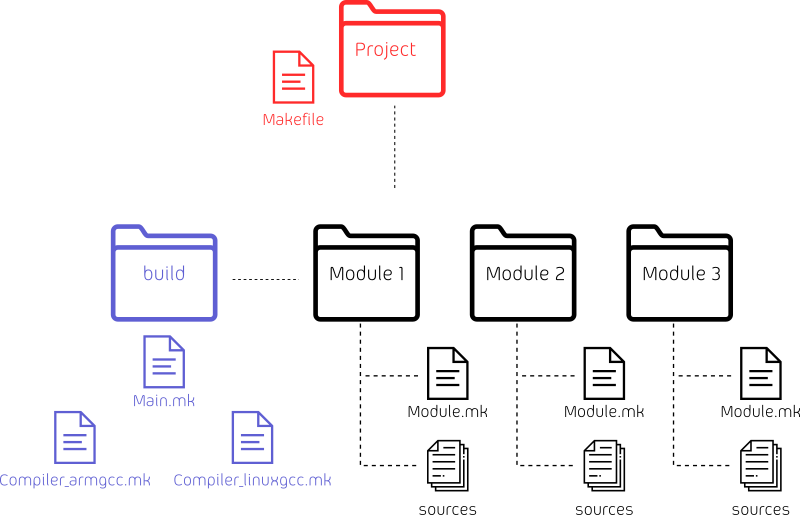 Project
Makefile
build
Module 1
Module 2
Module 3
Main.mk
Module.mk
Module.mk
Module.mk
Compiler_armgcc.mk
Compiler_linuxgcc.mk
sources
sources
sources